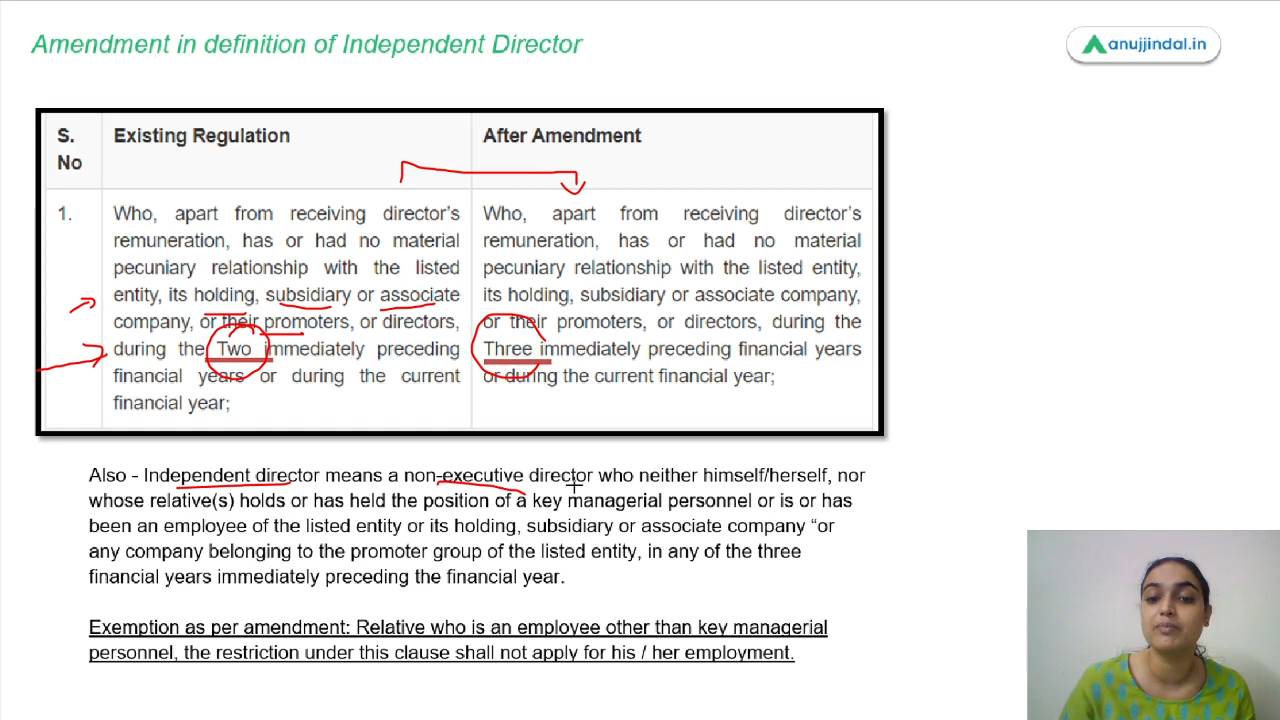 Amendment in definition of Independent Director
anujjindal.in
S. No
Existing Regulation
After Amendment
1.
Who, apart from receiving director's
remuneration, has or had no material
pecuniary relationship with the listed
entity, its holding, subsidiary or associate
company, or their promoters, or directors,
during the Two immediately preceding
financial years or during the current
financial year;
Who, apart from receiving director's
remuneration, has or had no material
pecuniary relationship with the listed entity,
its holding, subsidiary or associate company,
or their promoters, or directors, during the
Three immediately preceding financial years
or during the current financial year;
Also - Independent director means a non-executive director who neither himself/herself, nor
whose relative(s) holds or has held the position of a key managerial personnel or is or has
been an employee of the listed entity or its holding, subsidiary or associate company “or
any company belonging to the promoter group of the listed entity, in any of the three
financial years immediately preceding the financial year.
Exemption as per amendment: Relative who is an employee other than key managerial
personnel, the restriction under this clause shall not apply for his / her employment.